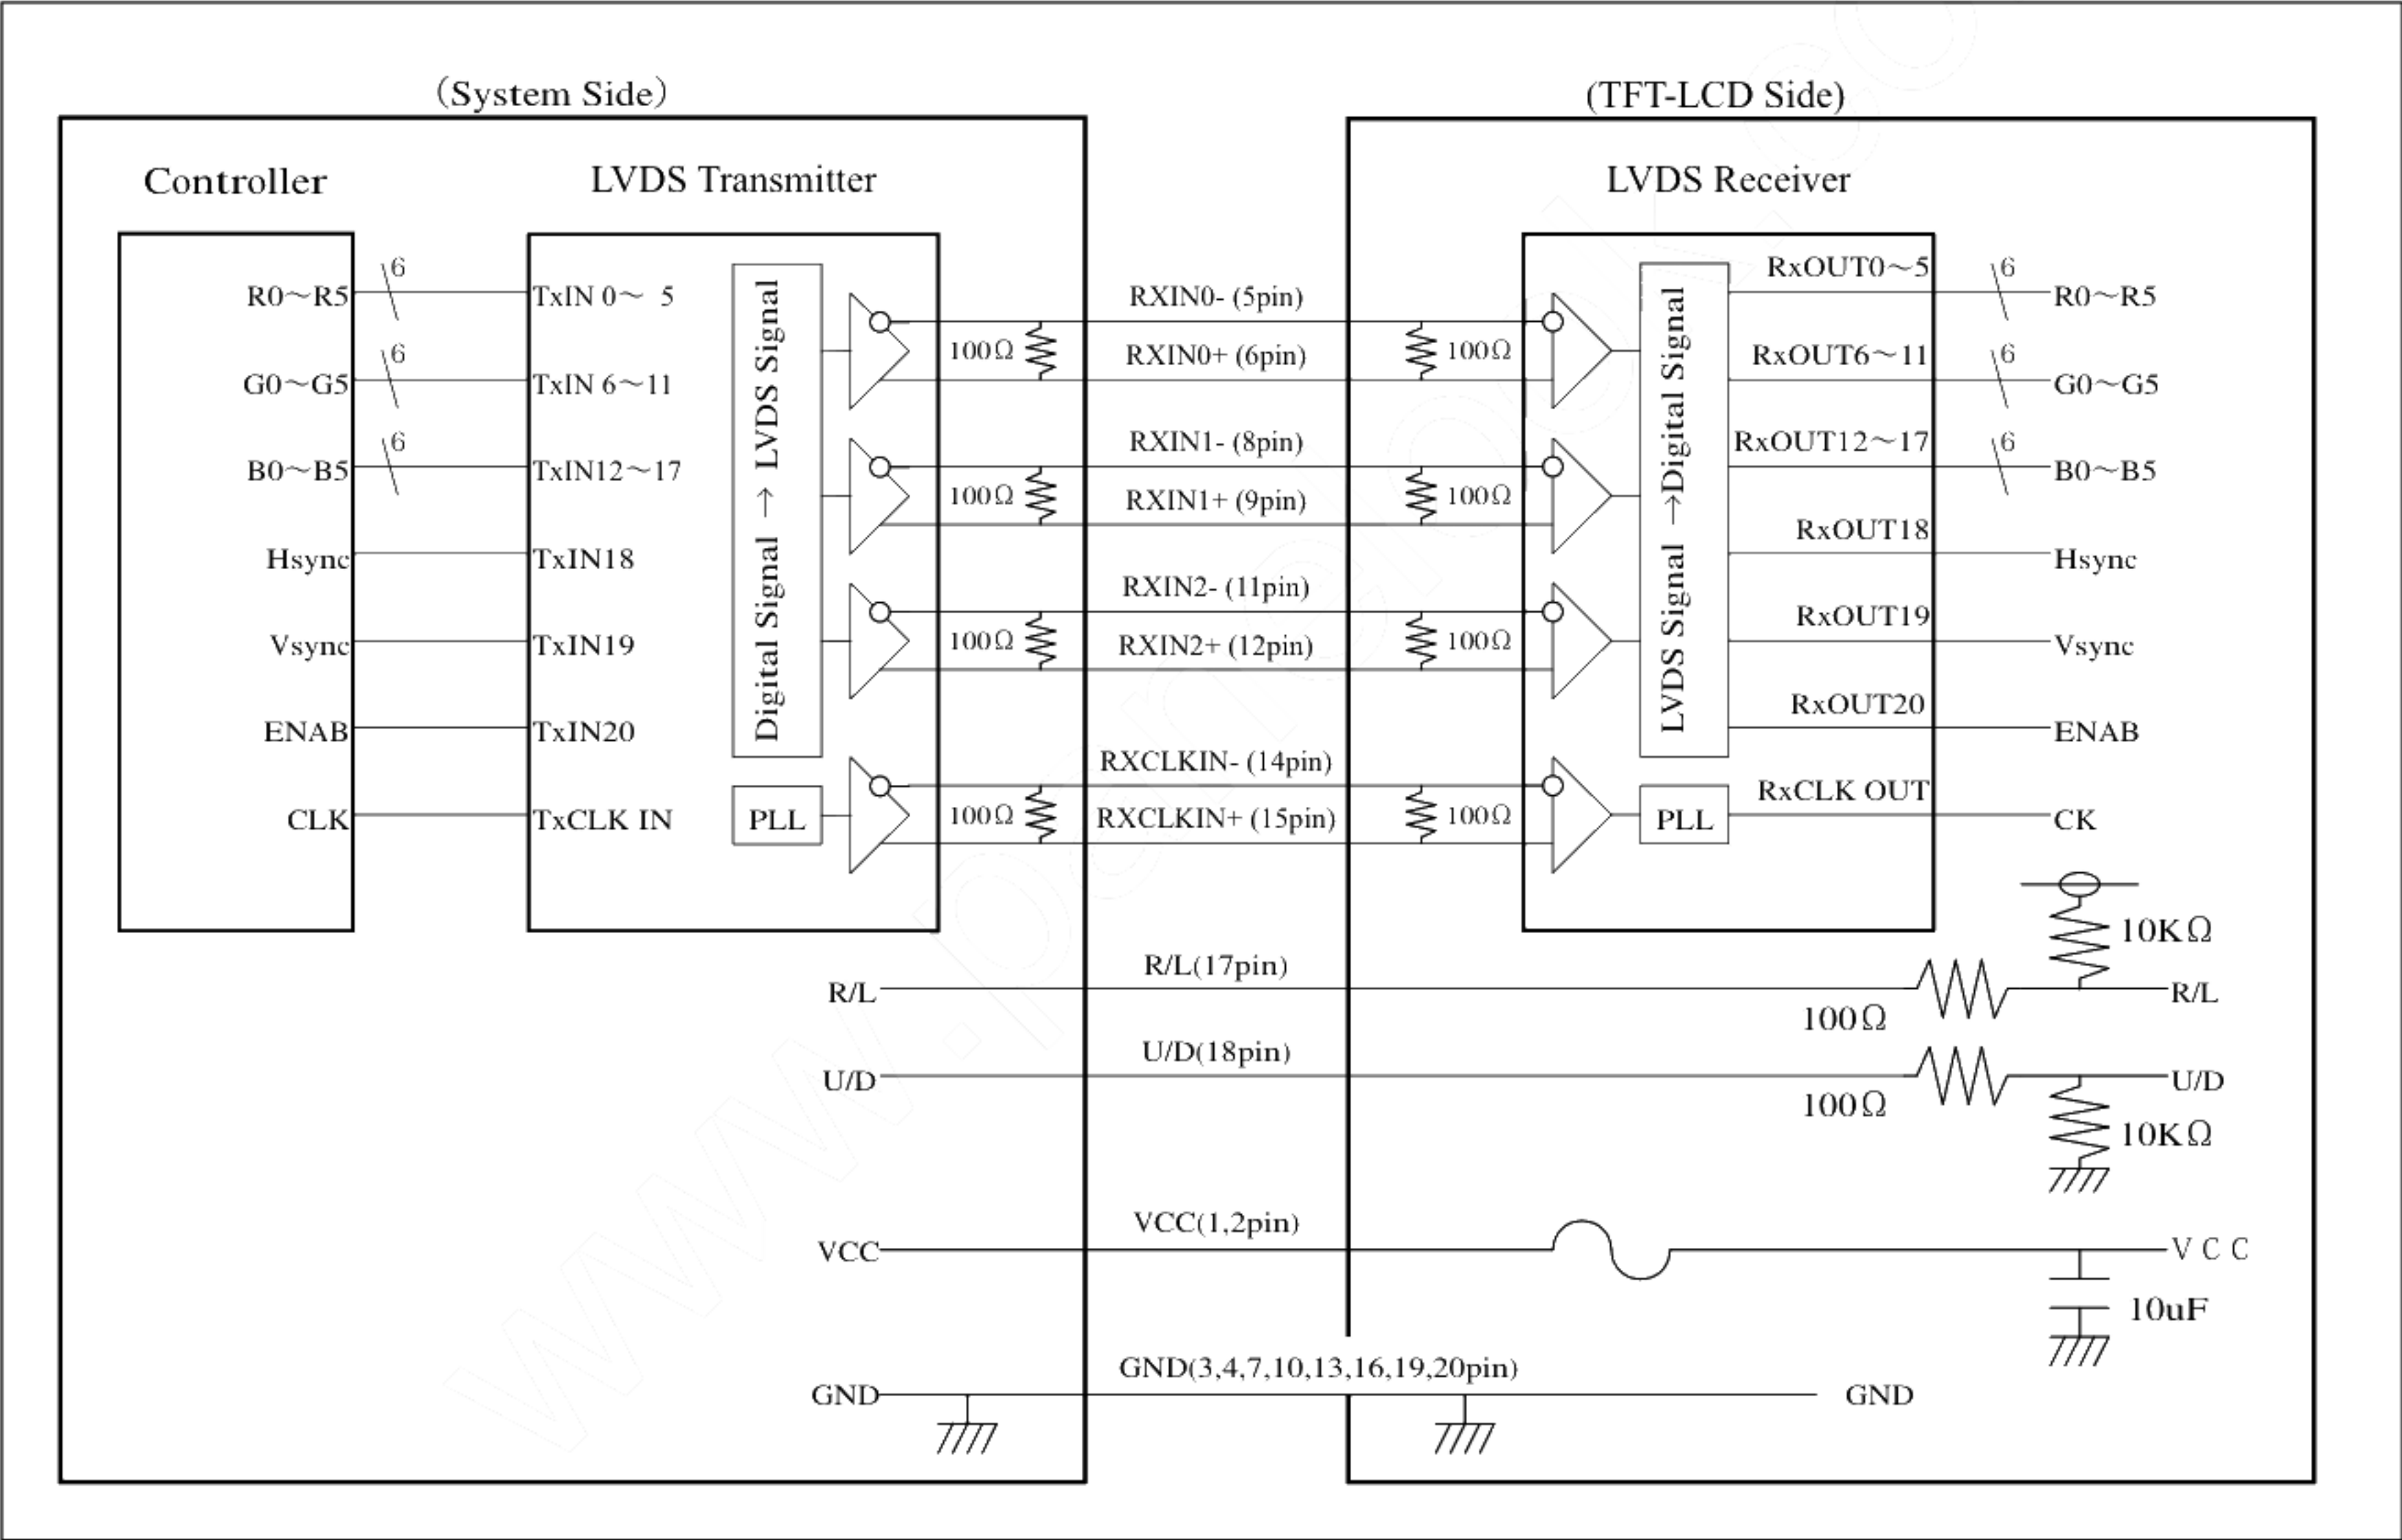 (System Side)
(TFT-LCD Side)
Controller
LVDS Transmitter
LVDS Receiver
R0～R5
6
TxIN 0～ 5
G0～G5
6
TxIN 6～11
B0～B5
6
TxIN12～17
Hsync
TxIN18
Vsync
TxIN19
ENAB
TxIN20
CLK
TxCLK IN
Digital Signal → LVDS Signal
PLL
100Ω
100Ω
100Ω
100Ω
RXIN0- (5pin)
RXIN0+ (6pin)
RXIN1- (8pin)
RXIN1+ (9pin)
RXIN2- (11pin)
RXIN2+ (12pin)
RXCLKIN- (14pin)
RXCLKIN+ (15pin)
100Ω
100Ω
100Ω
100Ω
LVDS Signal →Digital Signal
PLL
RxOUT0～5
6
R0～R5
RxOUT6～11
6
G0～G5
RxOUT12～17
6
B0～B5
RxOUT18
Hsync
RxOUT19
Vsync
RxOUT20
ENAB
RxCLK OUT
CK
10KΩ
R/L
R/L(17pin)
100Ω
R/L
U/D
U/D(18pin)
100Ω
U/D
10KΩ
VCC
VCC(1,2pin)
V C C
10uF
GND
GND(3,4,7,10,13,16,19,20pin)
GND